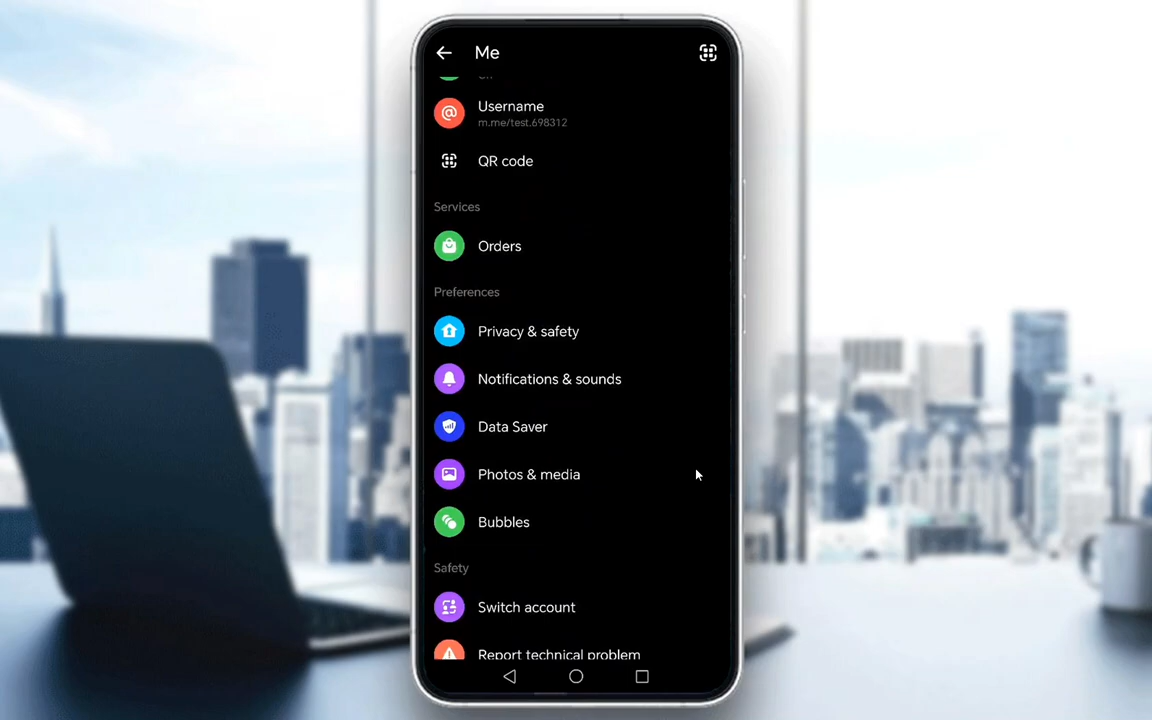 Me
Username
m.me/test.698312
QR code
Services
Orders
Preferences
Privacy & safety
Notifications & sounds
Data Saver
Photos & media
Bubbles
Safety
Switch account
Report technical problem